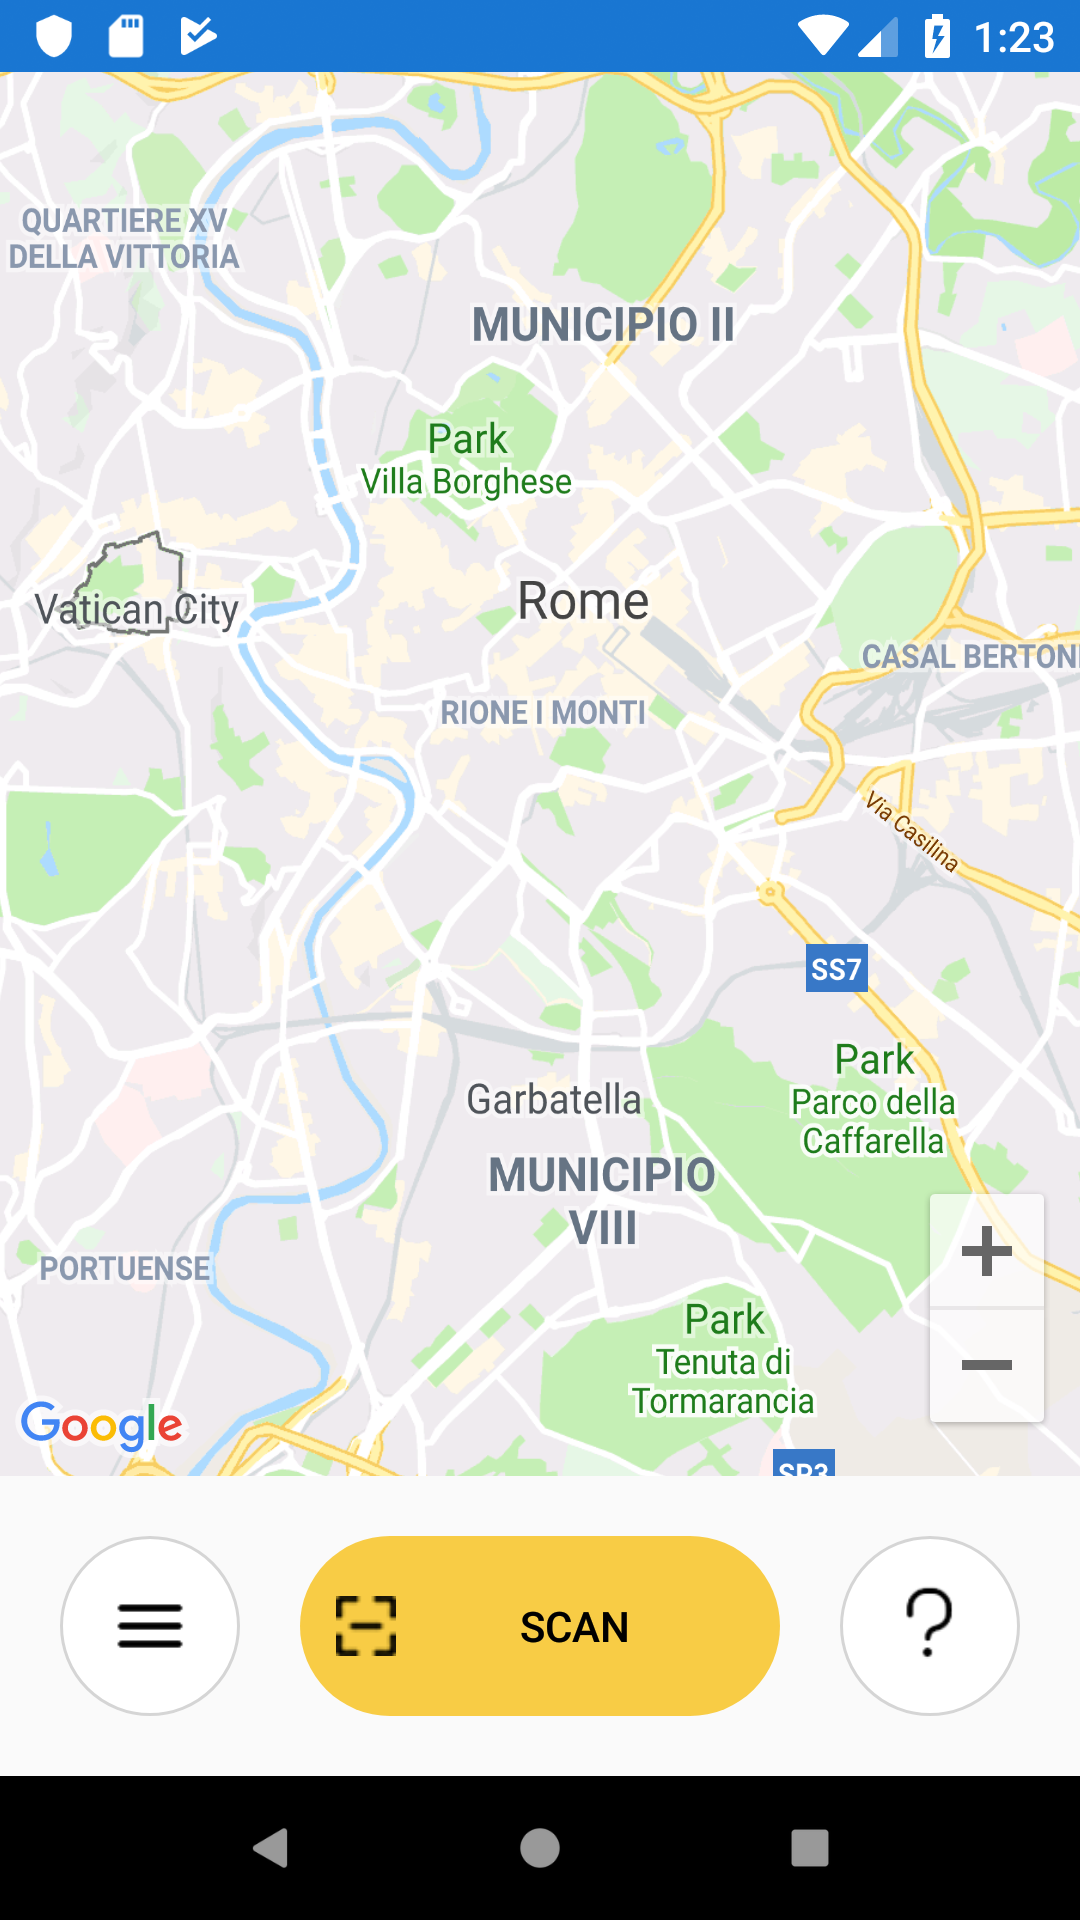 1:23
QUARTIERE XV
DELLA VITTORIA
MUNICIPIO II
Park
Villa Borghese
Vatican City
Rome
CASAL BERTONI
RIONE I MONTI
Via Casilina
SS7
Park
Parco della
Caffarella
Garbatella
MUNICIPIO
VIII
PORTUENSE
Park
Tenuta di
Tormarancia
Google
SP3
SCAN